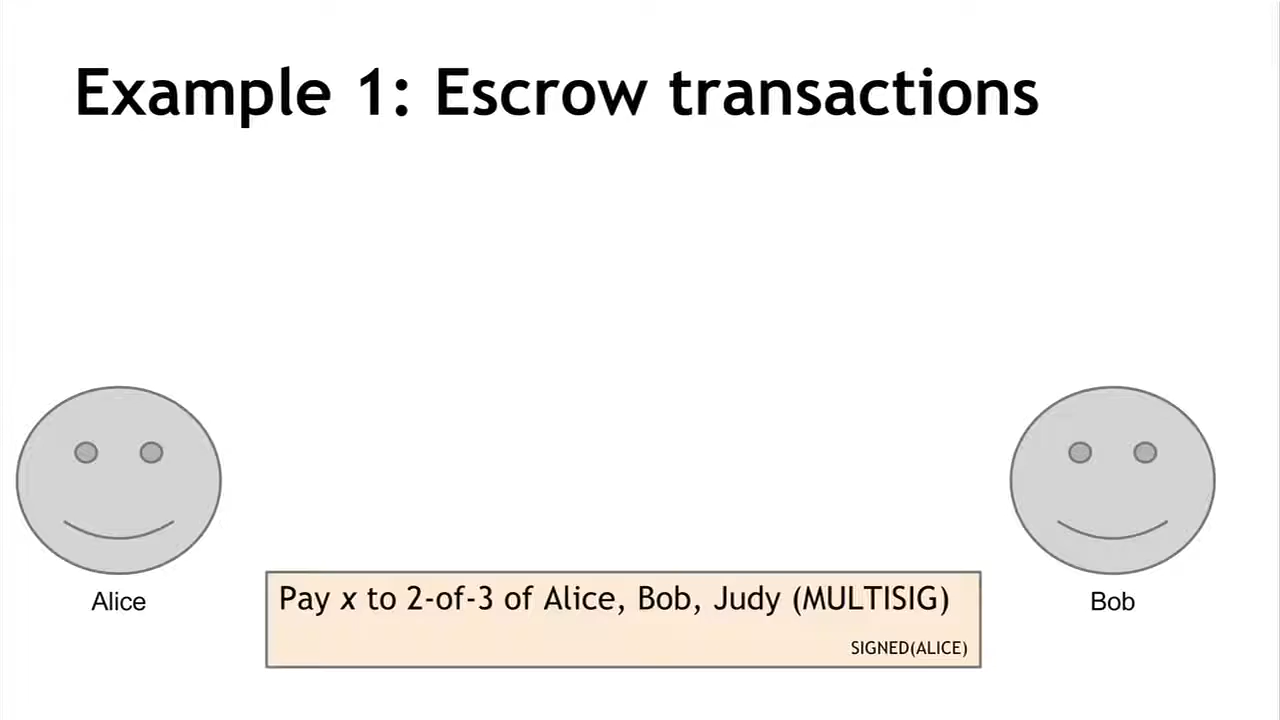 Example 1: Escrow transactions
Alice
Bob
Pay x to 2-of-3 of Alice, Bob, Judy (MULTISIG)
SIGNED(ALICE)